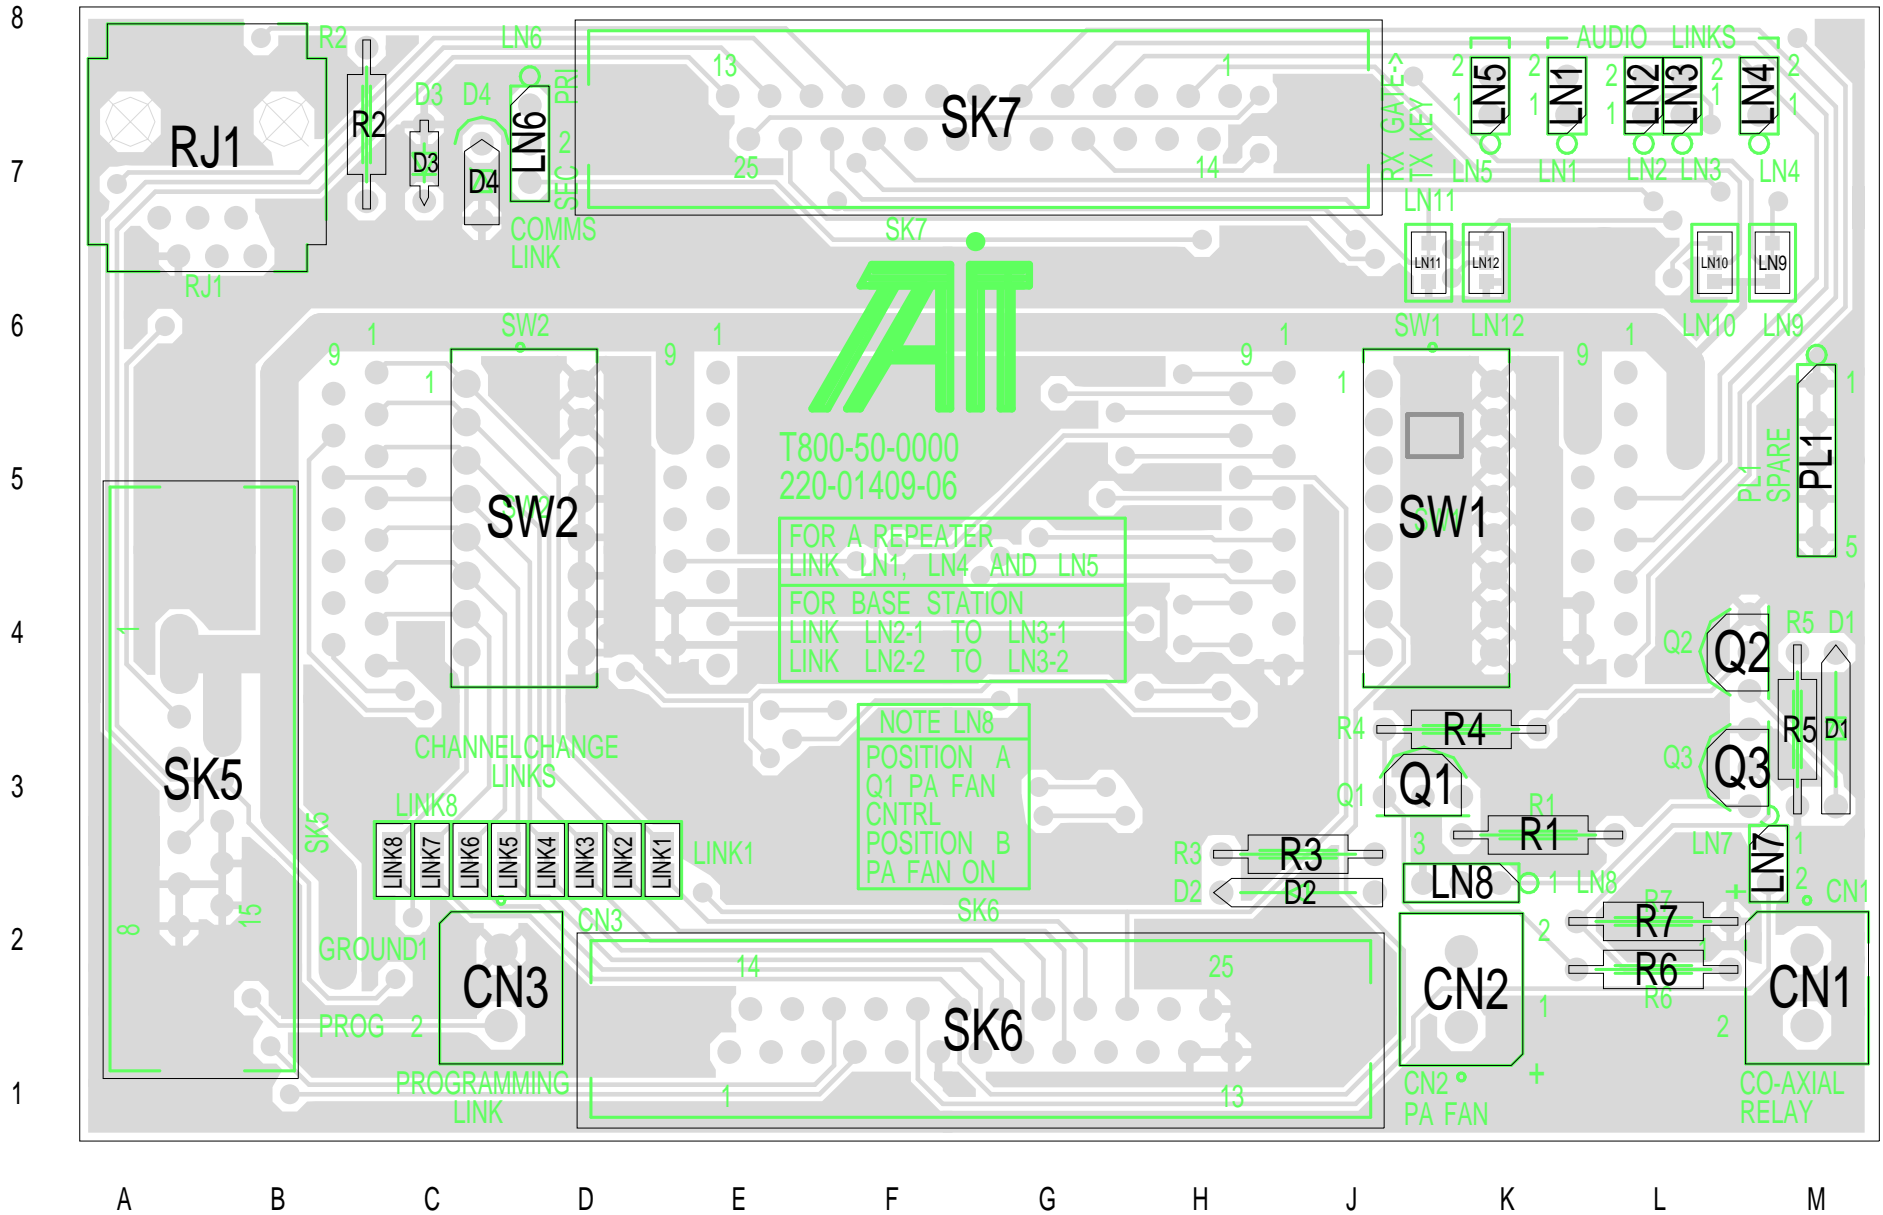 8
7
6
5
4
3
2
1
A B C D E F G H J K L M
RJ1
RJ1
R2
R2
D3
D3
D4
D4
LN6
LN6
PRI
2
SEC
COMMS
LINK
13
1
SK7
25
14
SK7
RX GATE->
TX KEY
AUDIO LINKS
2
1
LN5
LN5
2
1
LN1
LN1
2
1
LN2
LN2
2
1
LN3
LN3
2
1
LN4
LN4
LN11
LN11
LN12
LN12
LN10
LN10
LN9
LN9
TAIT
T800-50-0000
220-01409-06
FOR A REPEATER
LINK LN1, LN4 AND LN5
FOR BASE STATION
LINK LN2-1 TO LN3-1
LINK LN2-2 TO LN3-2
NOTE LN8
POSITION A
Q1 PA FAN
CNTRL
POSITION B
PA FAN ON
1
9
SW2
1
SW2
SW2
1
9
1
9
SW1
1
SW1
SW1
1
9
PL1
SPARE
PL1
1
5
1
8
15
SK5
SK5
CHANNELCHANGE
LINKS
LINK8
LINK8
LINK7
LINK6
LINK5
LINK4
LINK3
LINK2
LINK1
LINK1
GROUND1
PROG 2
CN3
CN3
PROGRAMMING
LINK
SK6
14
25
SK6
1
13
Q2
Q2
R5
D1
R5
D1
Q3
Q3
R4
R4
Q1
Q1
R1
R1
R3
R3
D2
D2
3
LN8
1
LN8
LN7
LN7
1
2
R7
R7
R6
R6
+
1
2
CN1
CN1
CO-AXIAL
RELAY
2
1
CN2
CN2
PA FAN
+